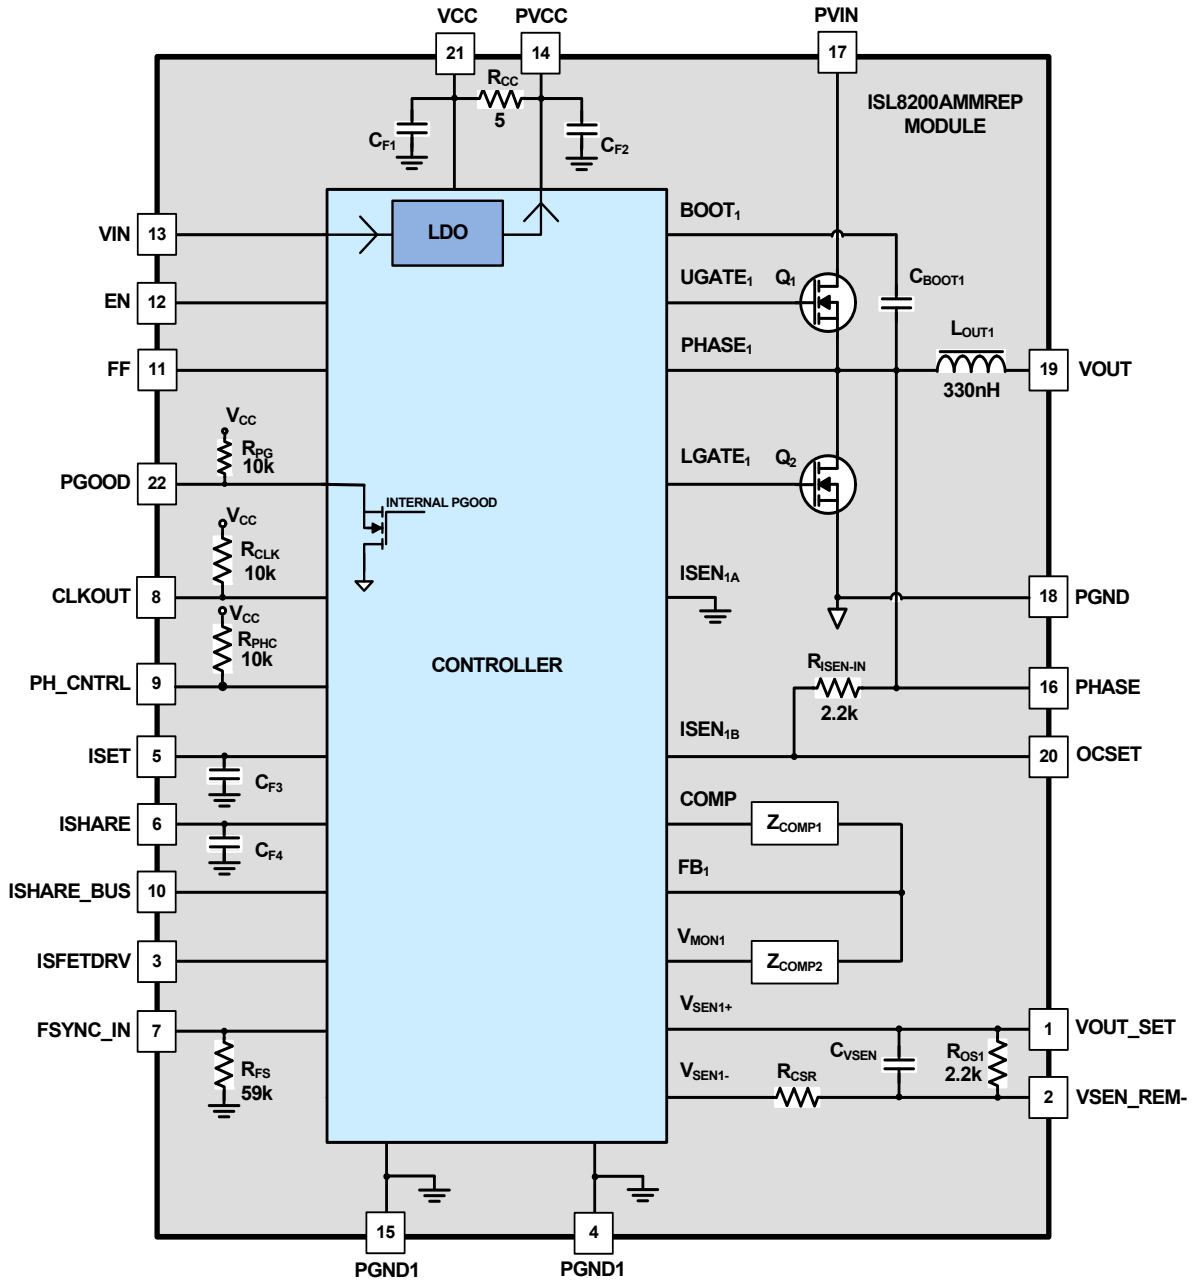 VCC
PVCC
PVIN
21
14
17
RCC
5
ISL8200AMMREP
MODULE
CF1
CF2
VIN
13
LDO
BOOT1
EN
12
UGATE1
Q1
CBOOT1
FF
11
PHASE1
LOUT1
330nH
19
VOUT
VCC
RPG
10k
PGOOD
22
INTERNAL PGOOD
LGATE1
Q2
VCC
RCLK
10k
CLKOUT
8
ISEN1A
18
PGND
VCC
RPHC
10k
PH_CNTRL
9
CONTROLLER
RISEN-IN
2.2k
16
PHASE
ISET
5
CF3
ISEN1B
20
OCSET
ISHARE
6
CF4
COMP
ZCOMP1
ISHARE_BUS
10
FB1
ISFETDRV
3
VMON1
ZCOMP2
FSYNC_IN
7
RFS
59k
VSEN1+
1
VOUT_SET
CVSEN
ROS1
2.2k
VSEN1-
RCSR
2
VSEN_REM-
15
4
PGND1
PGND1